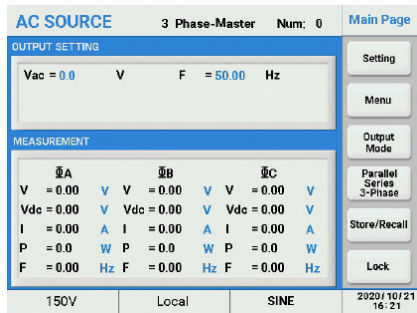 AC SOURCE 3 Phase-Master Num: 0 Main Page
OUTPUT SETTING
Vac = 0.0 V F = 50.00 Hz
MEASUREMENT
ΦA ΦB ΦC
V = 0.00 V V = 0.00 V V = 0.00 V
Vdc = 0.00 V Vdc = 0.00 V Vdc = 0.00 V
I = 0.00 A I = 0.00 A I = 0.00 A
P = 0.0 W P = 0.0 W P = 0.0 W
F = 0.00 Hz F = 0.00 Hz F = 0.00 Hz
Setting
Menu
Output
Mode
Parallel
Series
3-Phase
Store/Recall
Lock
150V Local SINE 2020/10/21
16:21